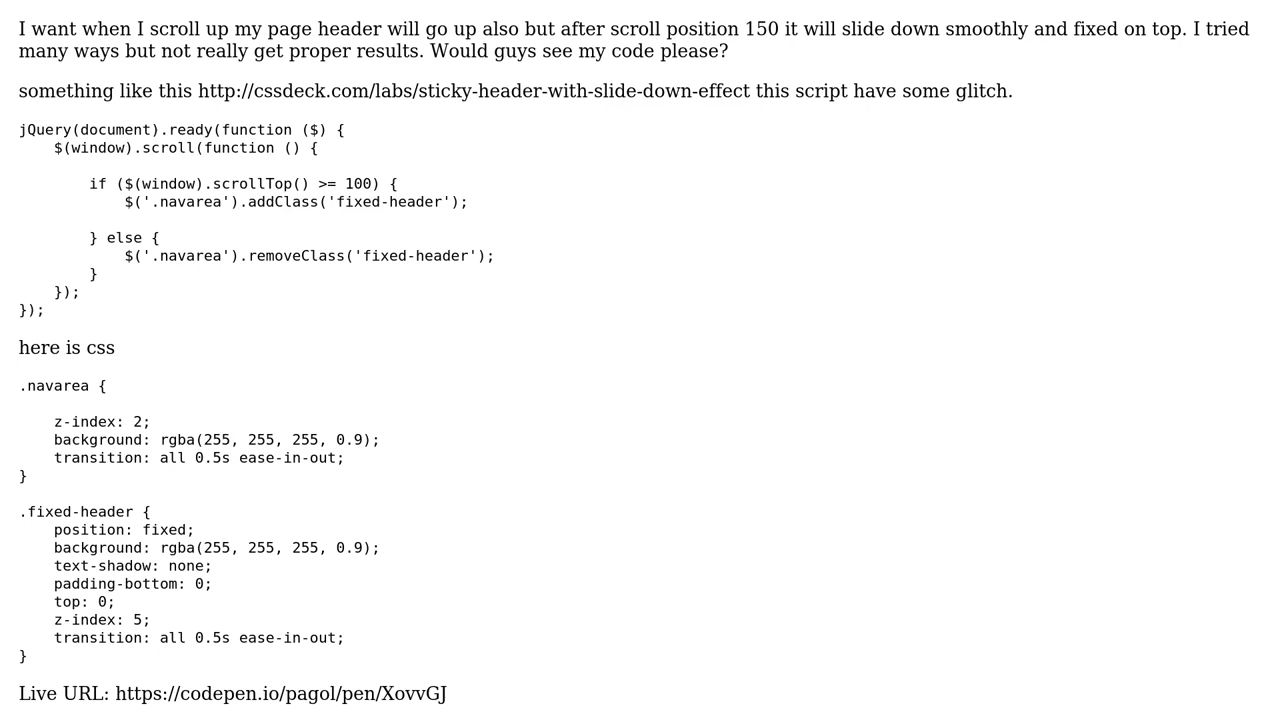 I want when I scroll up my page header will go up also but after scroll position 150 it will slide down smoothly and fixed on top. I tried
many ways but not really get proper results. Would guys see my code please?
something like this http://cssdeck.com/labs/sticky-header-with-slide-down-effect this script have some glitch.
jQuery(document).ready(function ($) {
    $(window).scroll(function () {
        if ($(window).scrollTop() >= 100) {
            $('.navarea').addClass('fixed-header');
        } else {
            $('.navarea').removeClass('fixed-header');
        }
    });
});
here is css
.navarea {
    z-index: 2;
    background: rgba(255, 255, 255, 0.9);
    transition: all 0.5s ease-in-out;
}
.fixed-header {
    position: fixed;
    background: rgba(255, 255, 255, 0.9);
    text-shadow: none;
    padding-bottom: 0;
    top: 0;
    z-index: 5;
    transition: all 0.5s ease-in-out;
}
Live URL: https://codepen.io/pagol/pen/XovvGJ